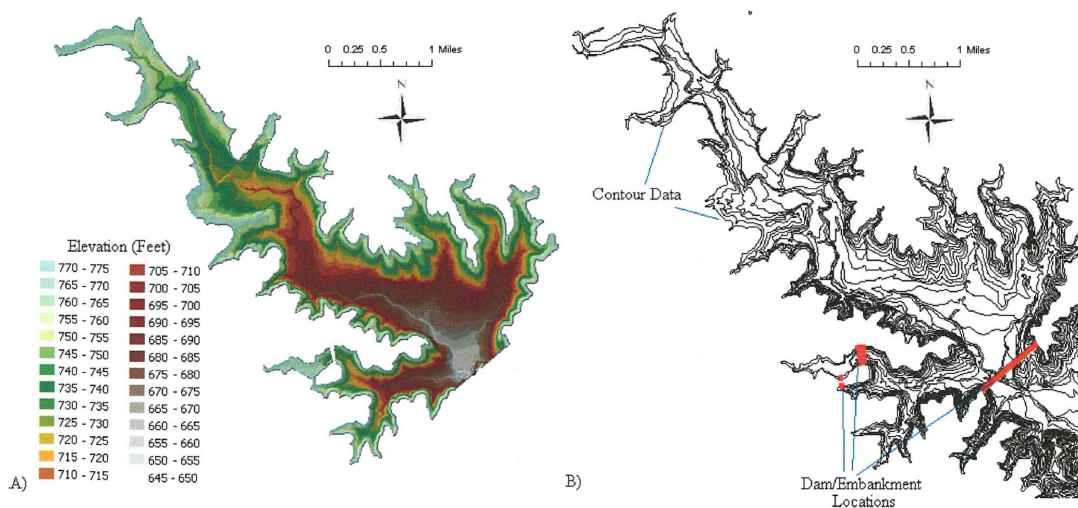 0 0.25 0.5 1 Miles
N
Elevation (Feet)
770 - 775
765 - 770
760 - 765
755 - 760
750 - 755
745 - 750
740 - 745
735 - 740
730 - 735
725 - 730
720 - 725
715 - 720
710 - 715
705 - 710
700 - 705
695 - 700
690 - 695
685 - 690
680 - 685
675 - 680
670 - 675
665 - 670
660 - 665
655 - 660
650 - 655
645 - 650
A)
0 0.25 0.5 1 Miles
N
Contour Data
Dam/Embankment
Locations
B)